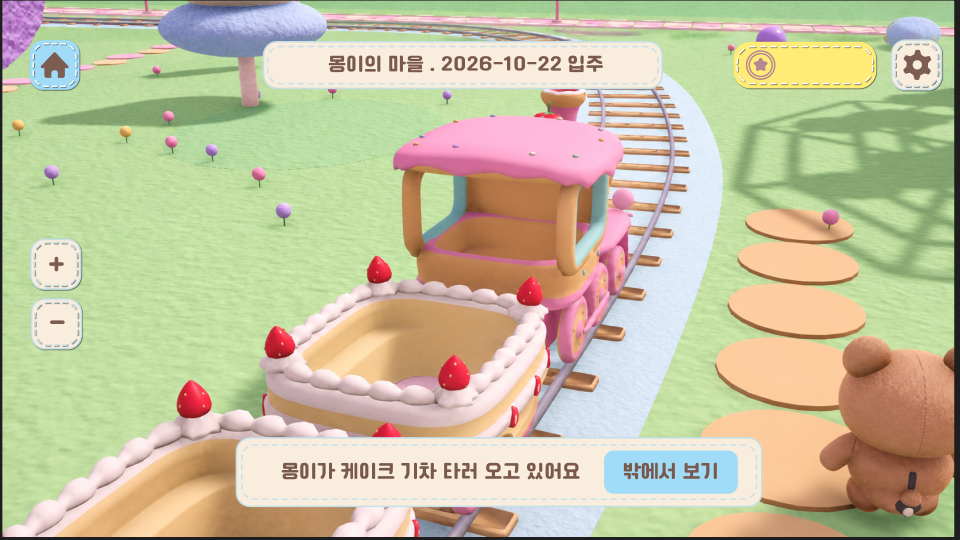 몽이의 마을 . 2026-10-22 입주
+
-
몽이가 케이크 기차 타러 오고 있어요
밖에서 보기